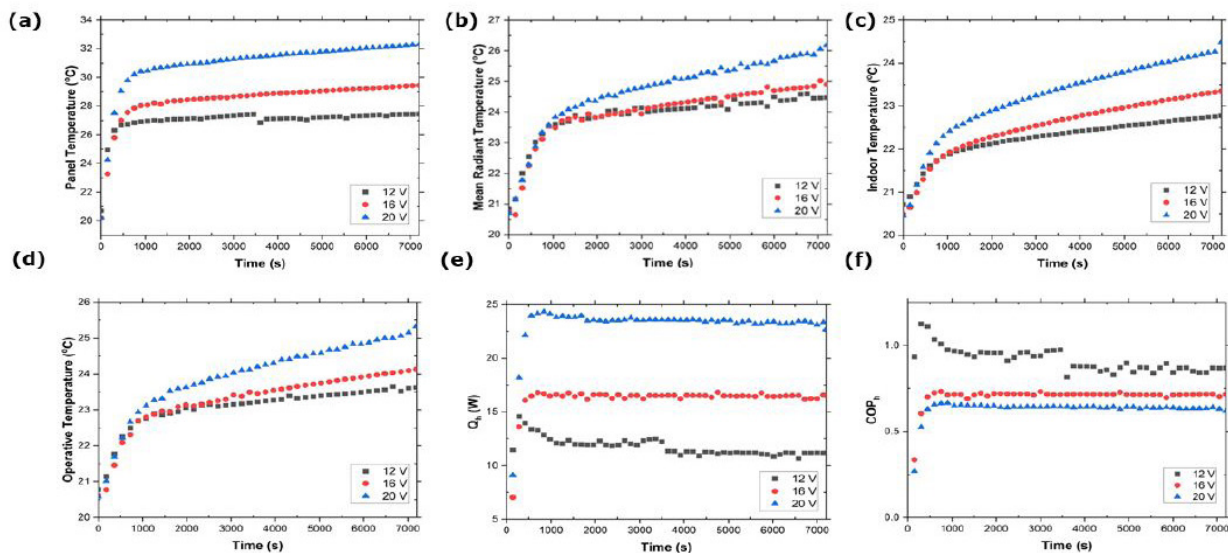 (a)
34
32
30
28
26
24
22
20
Panel Temperature (°C)
12 V
16 V
20 V
0 1000 2000 3000 4000 5000 6000 7000
Time (s)
(b)
27
26
25
24
23
22
21
20
Mean Radiant Temperature (°C)
12 V
16 V
20 V
0 1000 2000 3000 4000 5000 6000 7000
Time (s)
(c)
25
24
23
22
21
20
Indoor Temperature (°C)
12 V
16 V
20 V
0 1000 2000 3000 4000 5000 6000 7000
Time (s)
(d)
26
25
24
23
22
21
20
Operative Temperature (°C)
12 V
16 V
20 V
0 1000 2000 3000 4000 5000 6000 7000
Time (s)
(e)
25
20
15
10
5
Qh (W)
12 V
16 V
20 V
0 1000 2000 3000 4000 5000 6000 7000
Time (s)
(f)
1.0
0.5
0.0
COPh
12 V
16 V
20 V
0 1000 2000 3000 4000 5000 6000 7000
Time (s)